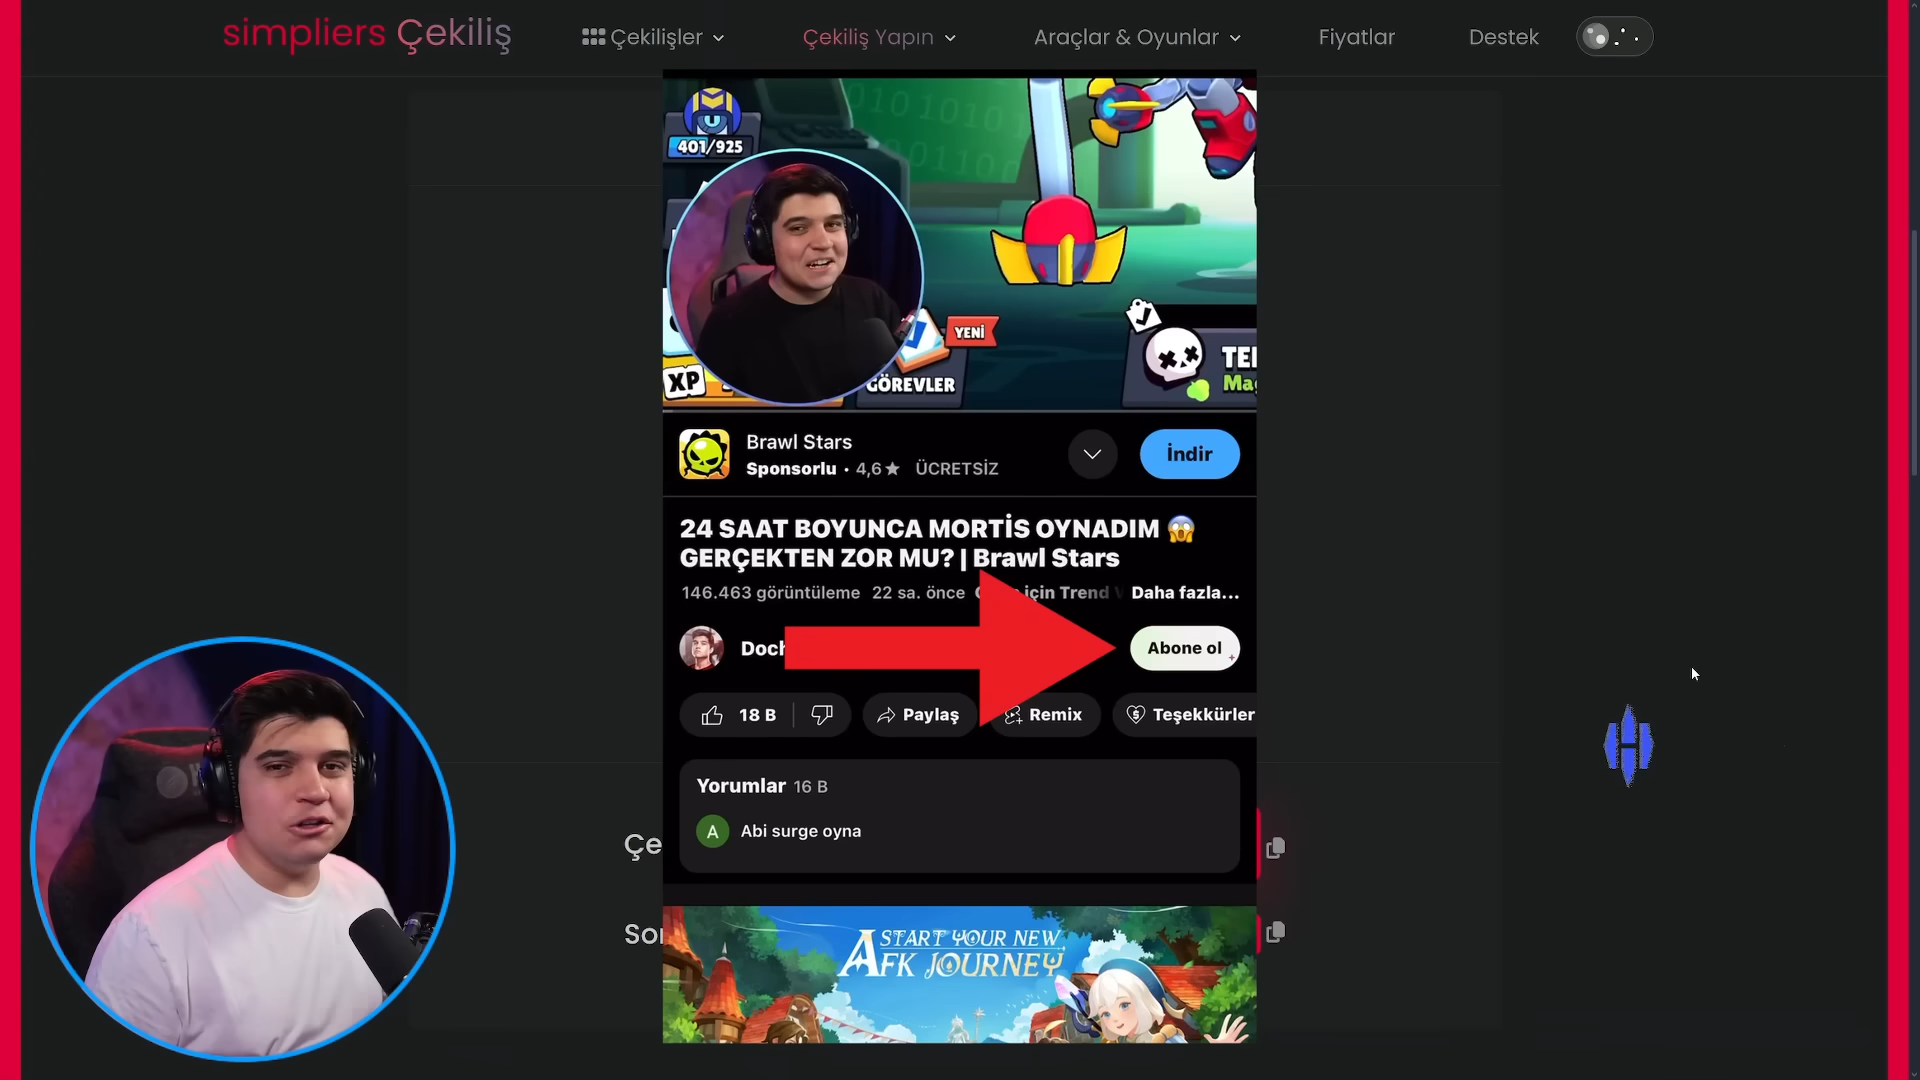 simpliers Çekiliş
Çekilişler
Çekiliş Yapın
Araçlar & Oyunlar
Fiyatlar
Destek
401/925
YENİ
XP
GÖREVLER
Brawl Stars
Sponsorlu • 4,6★ ÜCRETSİZ
İndir
24 SAAT BOYUNCA MORTİS OYNADIM 😱
GERÇEKTEN ZOR MU? | Brawl Stars
146.463 görüntüleme 22 sa. önce için Trend Daha fazla...
Abone ol
18 B
Paylaş
Remix
Teşekkürler
Yorumlar 16 B
A
Abi surge oyna
START YOUR NEW
AFK JOURNEY